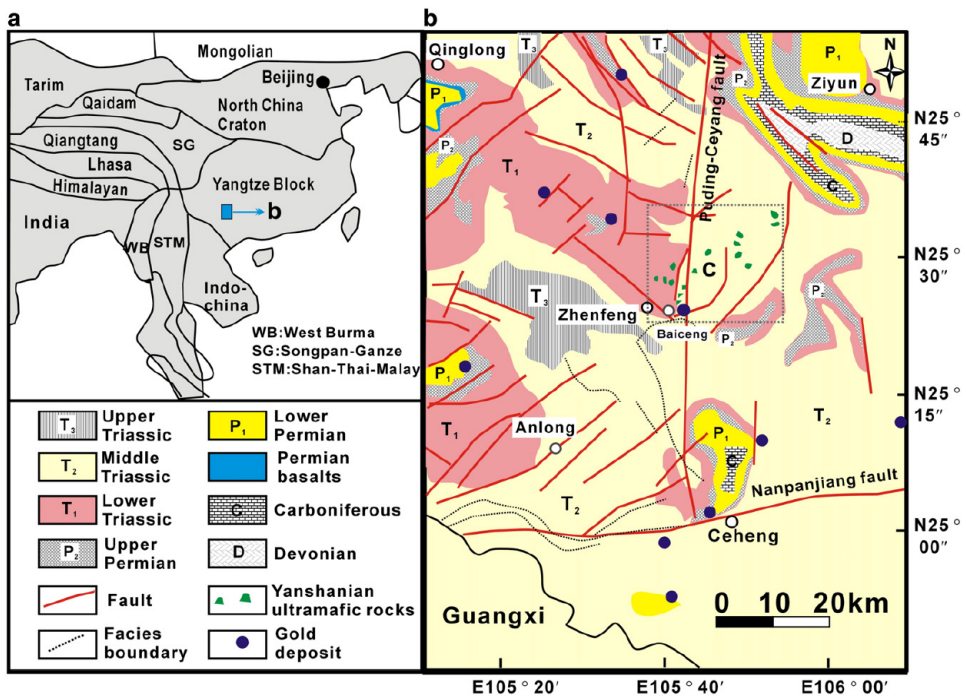 a
Mongolian
Beijing
Tarim
Qaidam
North China
Craton
Qiangtang
SG
Lhasa
Himalayan
Yangtze Block
India
b
WB
STM
Indo-
china
WB:West Burma
SG:Songpan-Ganze
STM:Shan-Thai-Malay
T3
Upper
Triassic
P1
Lower
Permian
T2
Middle
Triassic
Permian
basalts
T1
Lower
Triassic
C
Carboniferous
P2
Upper
Permian
D
Devonian
Fault
Yanshanian
ultramafic rocks
Facies
boundary
Gold
deposit
b
Qinglong
T3
T3
P1
N
P2
Ziyun
P1
Puding-Ceyang fault
T2
D
P2
T1
C
N25°
45″
C
N25°
30″
T3
P2
Zhenfeng
Baiceng
P2
P1
N25°
15″
T1
Anlong
P1
T2
C
Nanpanjiang fault
T2
Ceheng
N25°
00″
Guangxi
0 10 20km
E105° 20′ E105° 40′ E106° 00′